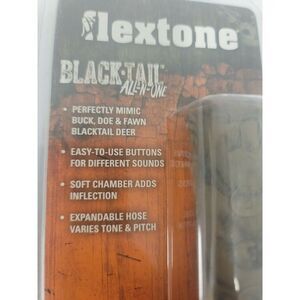 flextone
BLACK-TAIL
ALL-N-ONE
• PERFECTLY MIMIC
BUCK, DOE & FAWN
BLACKTAIL DEER
• EASY-TO-USE BUTTONS
FOR DIFFERENT SOUNDS
• SOFT CHAMBER ADDS
INFLECTION
• EXPANDABLE HOSE
VARIES TONE & PITCH